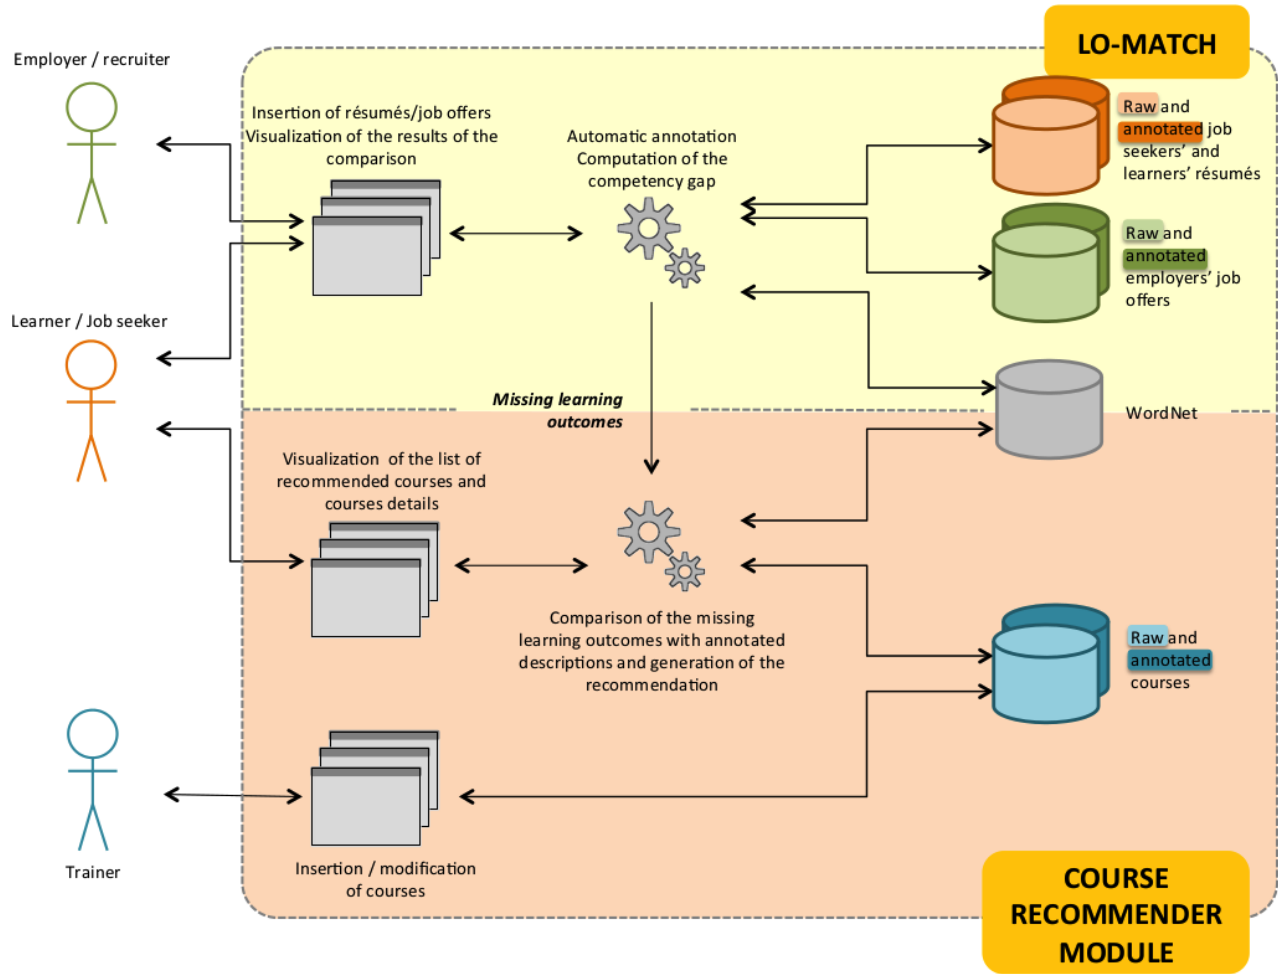 LO-MATCH
Employer / recruiter
Insertion of résumés/job offers
Visualization of the results of the
comparison
Automatic annotation
Computation of the
competency gap
Raw and
annotated job
seekers' and
learners' résumés
Raw and
annotated
employers' job
offers
Learner / Job seeker
Missing learning
outcomes
WordNet
Visualization of the list of
recommended courses and
courses details
Comparison of the missing
learning outcomes with annotated
descriptions and generation of the
recommendation
Raw and
annotated
courses
Trainer
Insertion / modification
of courses
COURSE
RECOMMENDER
MODULE